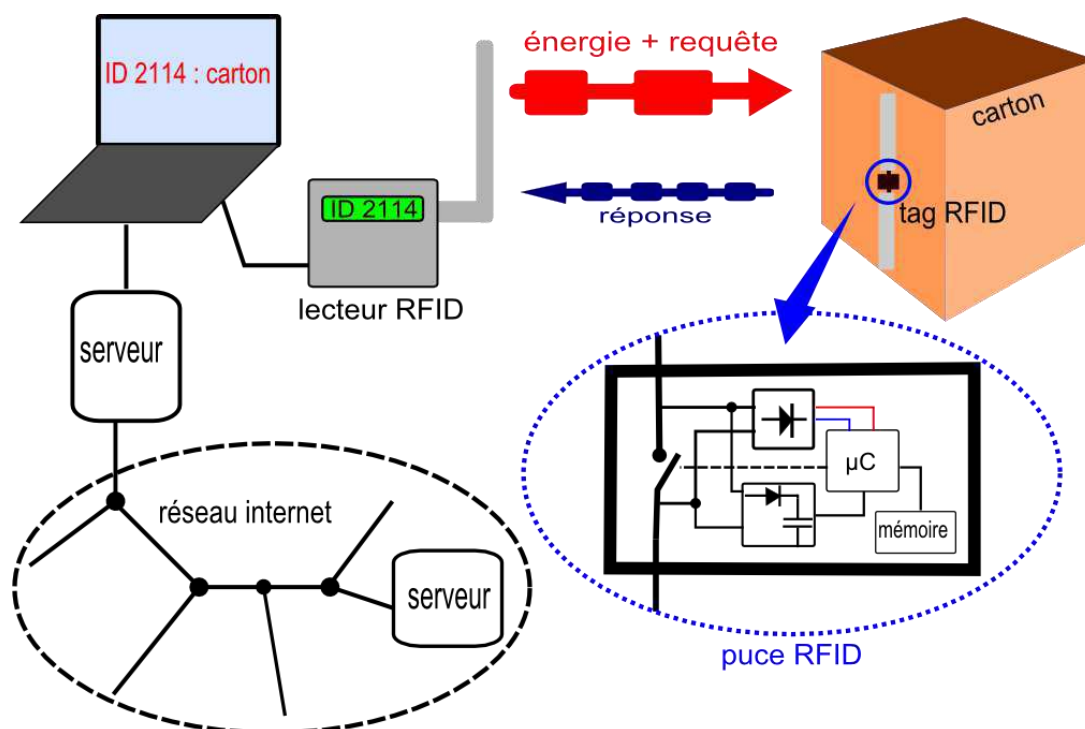 ID 2114 : carton
énergie + requête
carton
ID 2114
réponse
tag RFID
lecteur RFID
serveur
µC
mémoire
réseau internet
serveur
puce RFID